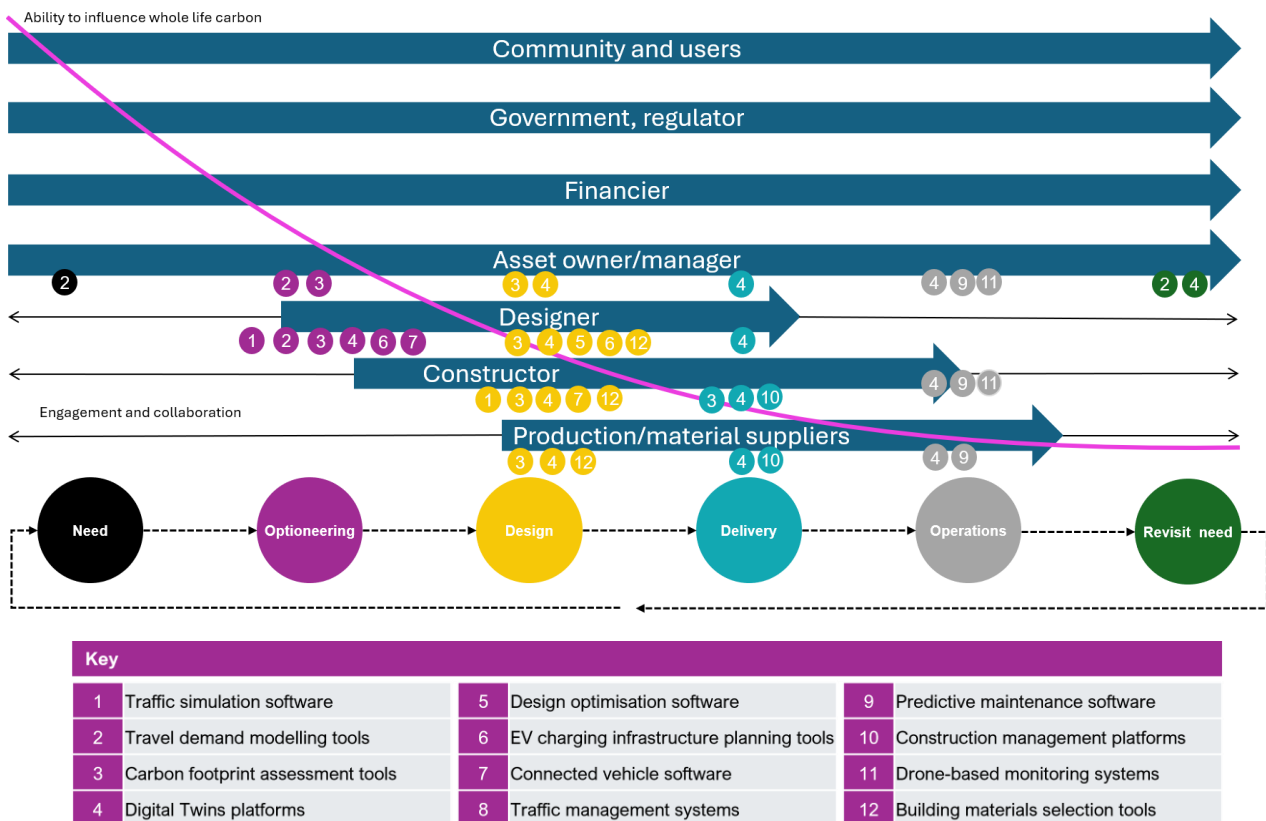 Ability to influence whole life carbon
Community and users
Government, regulator
Financier
Asset owner/manager
2 2 3 3 4 4 4 9 11 2 4
Designer
1 2 3 4 6 7 3 4 5 6 12 4
Constructor
4 9 11
1 3 4 7 12 3 4 10
Engagement and collaboration
Production/material suppliers
3 4 12 4 10 4 9
Need Optioneering Design Delivery Operations Revisit need
Key
1 Traffic simulation software 5 Design optimisation software 9 Predictive maintenance software
2 Travel demand modelling tools 6 EV charging infrastructure planning tools 10 Construction management platforms
3 Carbon footprint assessment tools 7 Connected vehicle software 11 Drone-based monitoring systems
4 Digital Twins platforms 8 Traffic management systems 12 Building materials selection tools